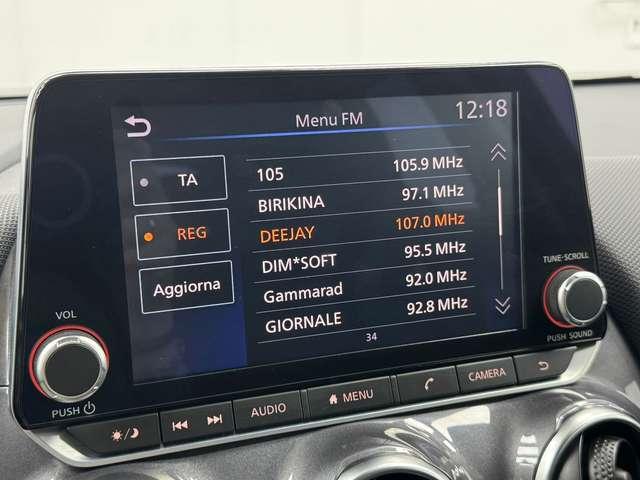 Menu FM
12:18
TA
REG
Aggiorna
105 105.9 MHz
BIRIKINA 97.1 MHz
DEEJAY 107.0 MHz
DIM*SOFT 95.5 MHz
Gammarad 92.0 MHz
GIORNALE 92.8 MHz
34
VOL
PUSH
TUNE·SCROLL
PUSH SOUND
AUDIO
MENU
CAMERA